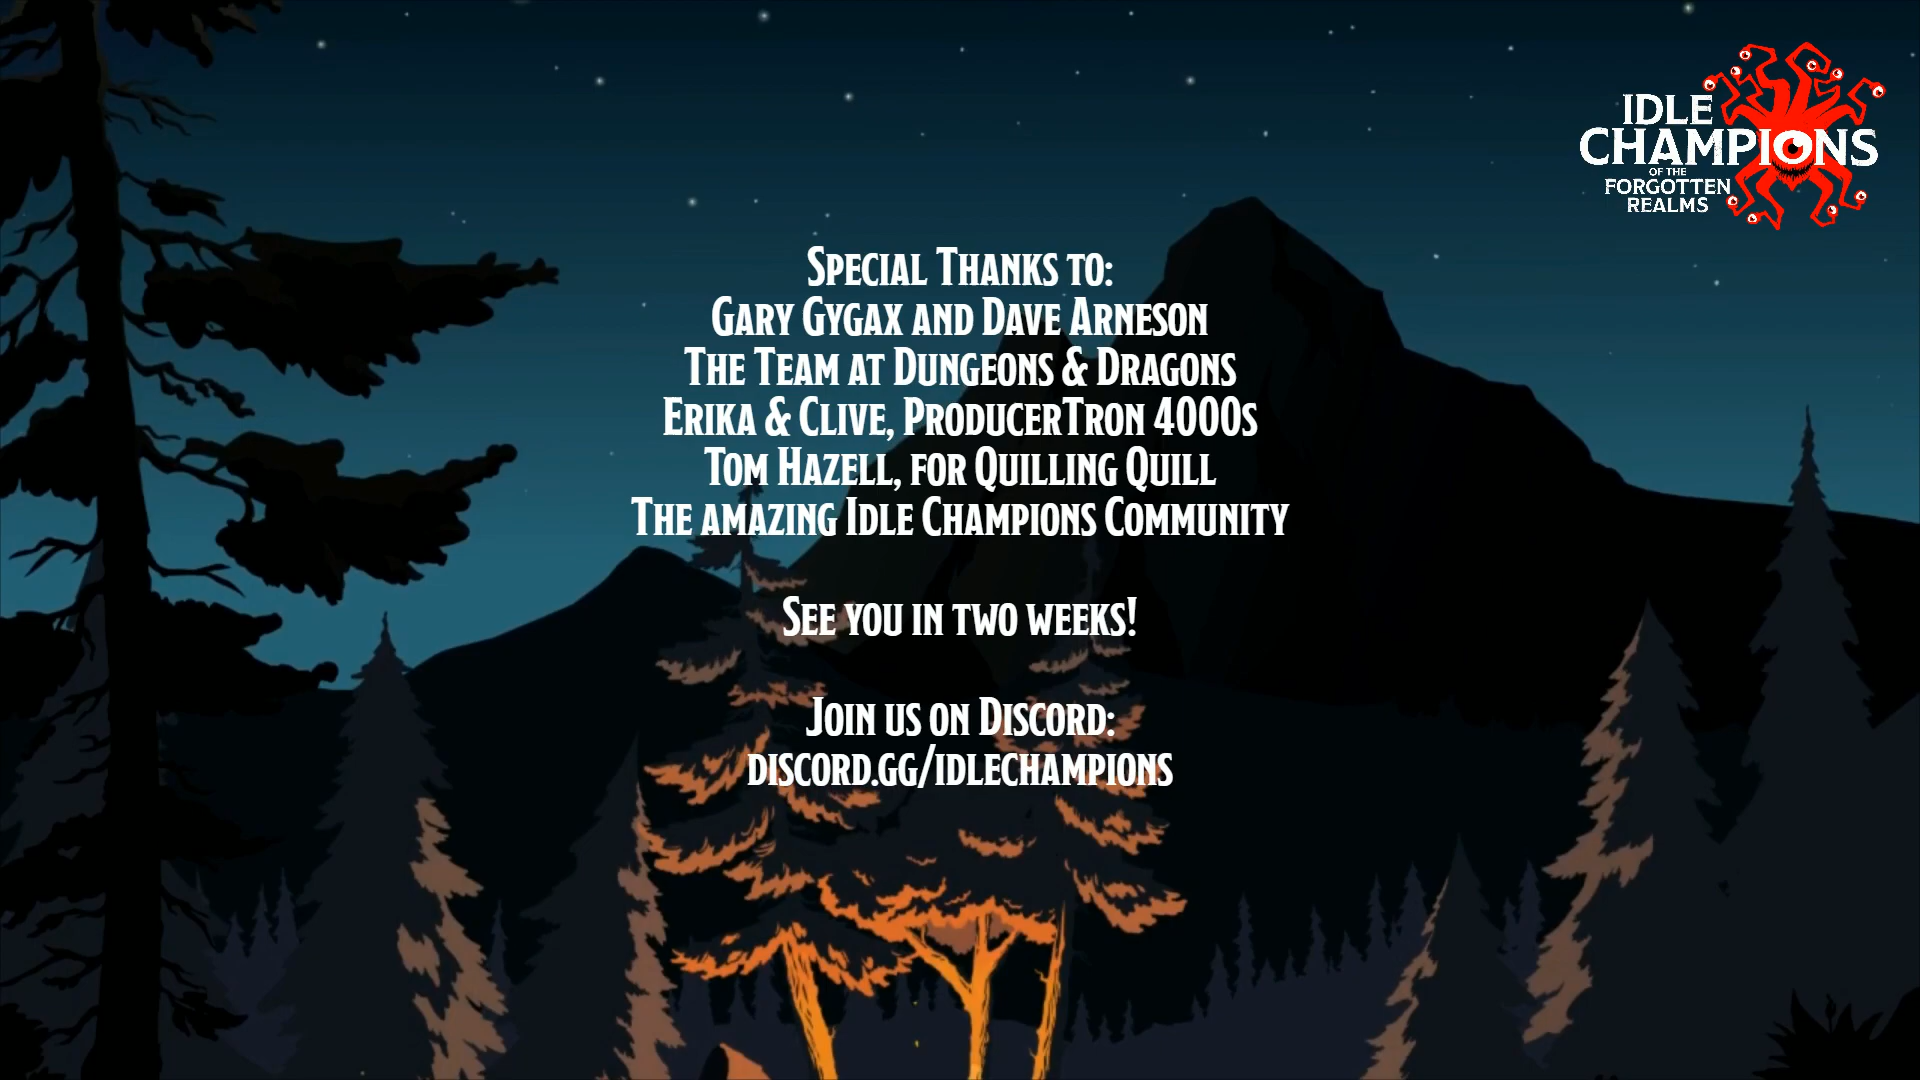 IDLE
CHAMPIONS
OF THE
FORGOTTEN
REALMS
Special Thanks to:
Gary Gygax and Dave Arneson
The Team at Dungeons & Dragons
Erika & Clive, ProducerTron 4000s
Tom Hazell, for Quilling Quill
The amazing Idle Champions Community
See you in two weeks!
Join us on Discord:
discord.gg/idlechampions